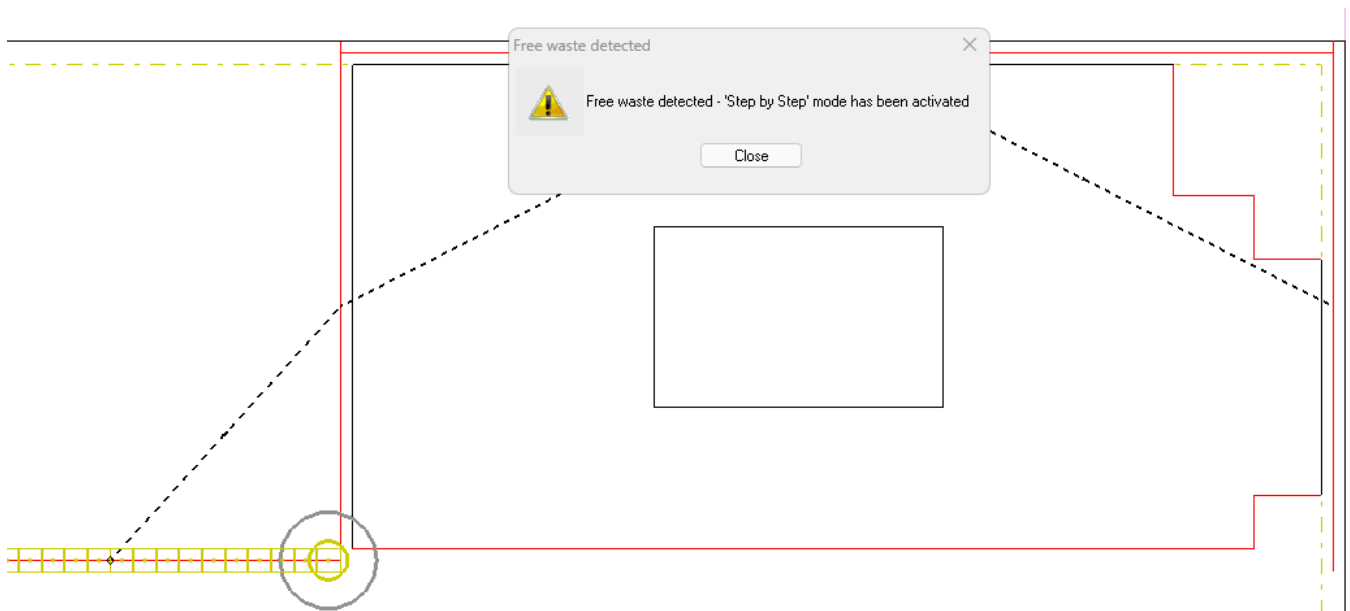 Free waste detected
Free waste detected - 'Step by Step' mode has been activated
Close